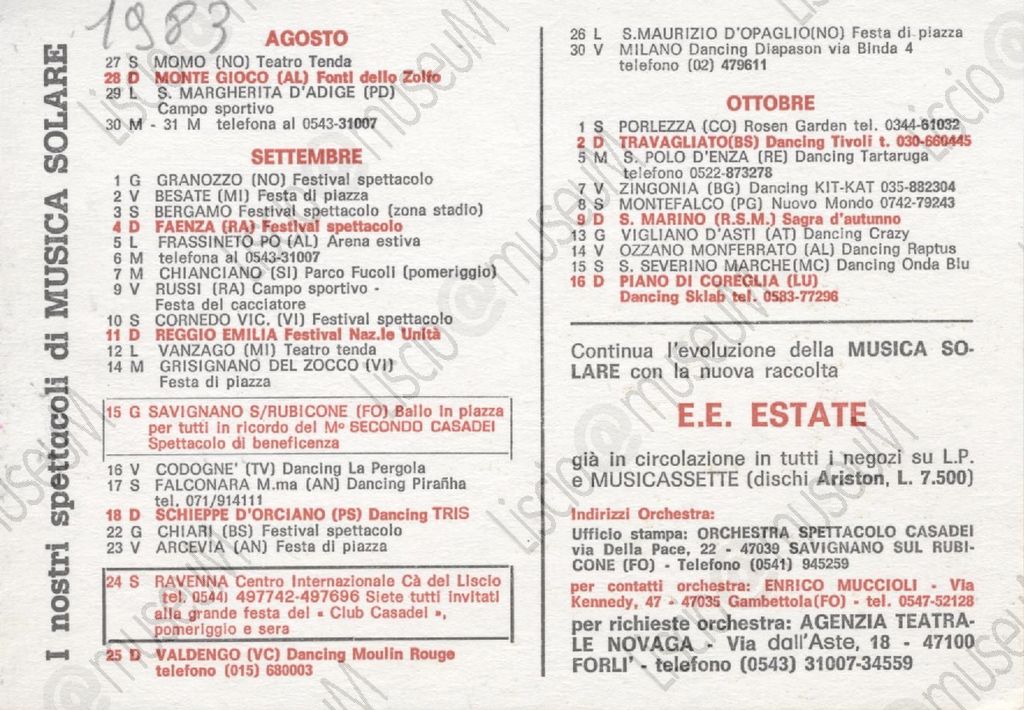 1983
I nostri spettacoli di MUSICA SOLARE
AGOSTO
27 S MOMO (NO) Teatro Tenda
28 D MONTE GIOCO (AL) Fonti dello Zolfo
29 L S. MARGHERITA D'ADIGE (PD)
Campo sportivo
30 M - 31 M telefona al 0543-31007
SETTEMBRE
1 G GRANOZZO (NO) Festival spettacolo
2 V BESATE (MI) Festa di piazza
3 S BERGAMO Festival spettacolo (zona stadio)
4 D FAENZA (RA) Festival spettacolo
5 L FRASSINETO PO (AL) Arena estiva
6 M telefona al 0543-31007
7 M CHIANCIANO (SI) Parco Fucoli (pomeriggio)
9 V RUSSI (RA) Campo sportivo -
Festa del cacciatore
10 S CORNEDO VIC. (VI) Festival spettacolo
11 D REGGIO EMILIA Festival Naz.le Unità
12 L VANZAGO (MI) Teatro tenda
14 M GRISIGNANO DEL ZOCCO (VI)
Festa di piazza
15 G SAVIGNANO S/RUBICONE (FO) Ballo in piazza
per tutti in ricordo del Mº SECONDO CASADEI
Spettacolo di beneficenza
16 V CODOGNE' (TV) Dancing La Pergola
17 S FALCONARA M.ma (AN) Dancing Pirañha
tel. 071/914111
18 D SCHIEPPE D'ORCIANO (PS) Dancing TRIS
22 G CHIARI (BS) Festival spettacolo
23 V ARCEVIA (AN) Festa di piazza
24 S RAVENNA Centro Internazionale Cà del Liscio
tel. 0544) 497742-497696 Siete tutti invitati
alla grande festa del « Club Casadei »,
pomeriggio e sera
25 D VALDENGO (VC) Dancing Moulin Rouge
telefono (015) 680003
26 L S.MAURIZIO D'OPAGLIO(NO) Festa di piazza
30 V MILANO Dancing Diapason via Binda 4
telefono (02) 479611
OTTOBRE
1 S PORLEZZA (CO) Rosen Garden tel. 0344-61032
2 D TRAVAGLIATO(BS) Dancing Tivoli t. 030-660445
5 M S. POLO D'ENZA (RE) Dancing Tartaruga
telefono 0522-873278
7 V ZINGONIA (BG) Dancing KIT-KAT 035-882304
8 S MONTEFALCO (PG) Nuovo Mondo 0742-79243
9 D S. MARINO (R.S.M.) Sagra d'autunno
13 G VIGLIANO D'ASTI (AT) Dancing Crazy
14 V OZZANO MONFERRATO (AL) Dancing Raptus
15 S S. SEVERINO MARCHE(MC) Dancing Onda Blu
16 D PIANO DI COREGLIA (LU)
Dancing Sklab tel. 0583-77296
Continua l'evoluzione della MUSICA SO-
LARE con la nuova raccolta
E.E. ESTATE
già in circolazione in tutti i negozi su L.P.
e MUSICASSETTE (dischi Ariston, L. 7.500)
Indirizzi Orchestra:
Ufficio stampa: ORCHESTRA SPETTACOLO CASADEI
via Della Pace, 22 - 47039 SAVIGNANO SUL RUBI-
CONE (FO) - Telefono (0541) 945259
per contatti orchestra: ENRICO MUCCIOLI - Via
Kennedy, 47 - 47035 Gambettola(FO) - tel. 0547-52128
per richieste orchestra: AGENZIA TEATRA-
LE NOVAGA - Via dall'Aste, 18 - 47100
FORLI' - telefono (0543) 31007-34559
Liscio@museuM